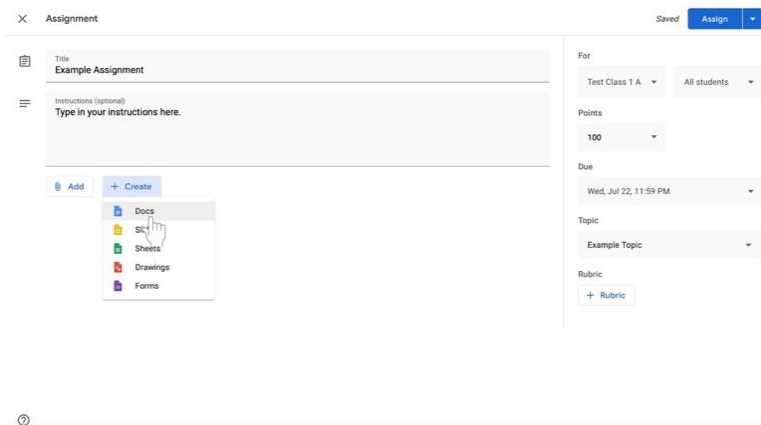 Assignment
Saved
Assign
Title
Example Assignment
Instructions (optional)
Type in your instructions here.
Add
+ Create
Docs
Sheets
Drawings
Forms
For
Test Class 1 A
All students
Points
100
Due
Wed, Jul 22, 11:59 PM
Topic
Example Topic
Rubric
+ Rubric